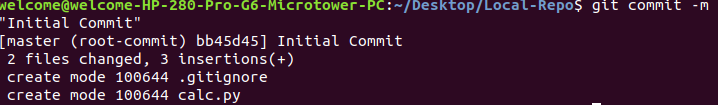 welcome@welcome-HP-280-Pro-G6-Microtower-PC:~/Desktop/Local-Repo$ git commit -m
"Initial Commit"
[master (root-commit) bb45d45] Initial Commit
 2 files changed, 3 insertions(+)
 create mode 100644 .gitignore
 create mode 100644 calc.py